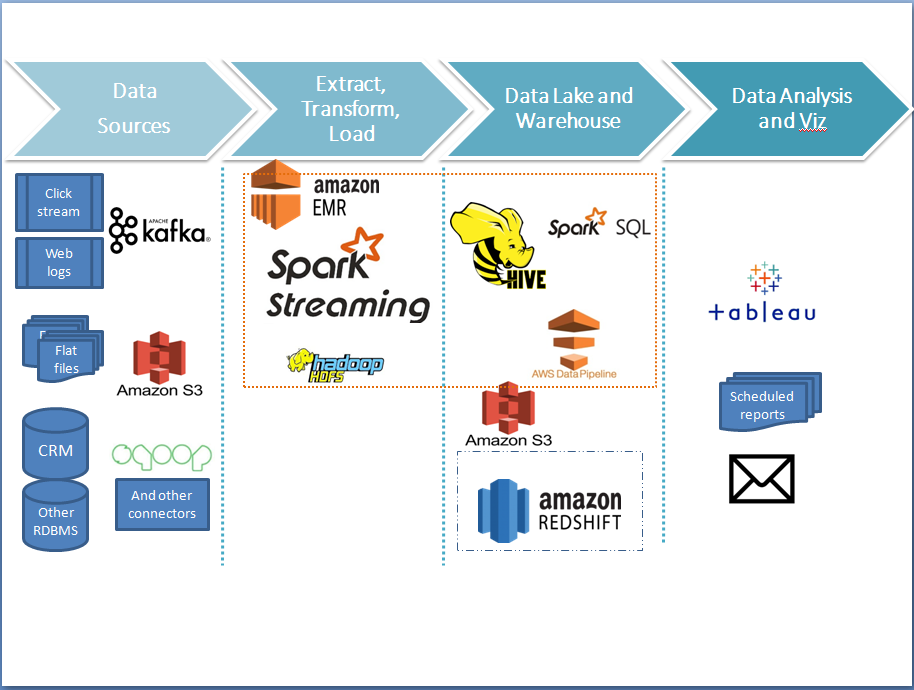 Data
Sources
Extract,
Transform,
Load
Data Lake and
Warehouse
Data Analysis
and Viz
Click
stream
APACHE
kafka®
Web
logs
Flat
files
Amazon S3
CRM
sqoop
And other
connectors
Other
RDBMS
amazon
EMR
Spark
Streaming
hadoop
HDFS
HIVE
Spark SQL
AWS Data Pipeline
Amazon S3
amazon
REDSHIFT
+ableau
Scheduled
reports